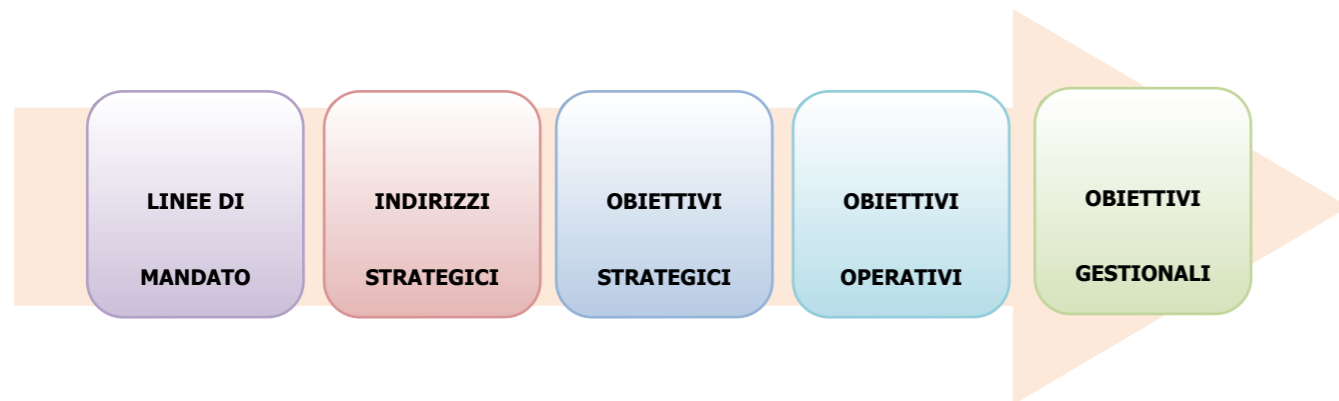 LINEE DI
MANDATO
INDIRIZZI
STRATEGICI
OBIETTIVI
STRATEGICI
OBIETTIVI
OPERATIVI
OBIETTIVI
GESTIONALI